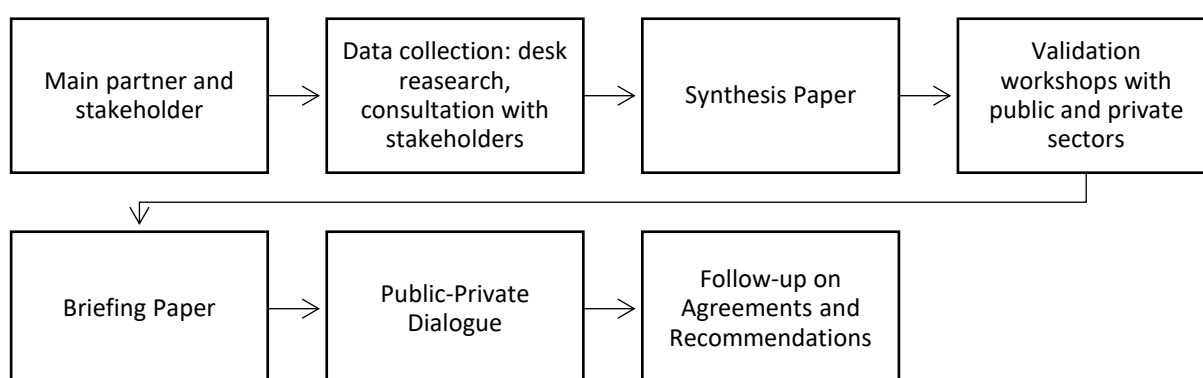 Main partner and
stakeholder
Data collection: desk
reasearch,
consultation with
stakeholders
Synthesis Paper
Validation
workshops with
public and private
sectors
Briefing Paper
Public-Private
Dialogue
Follow-up on
Agreements and
Recommendations